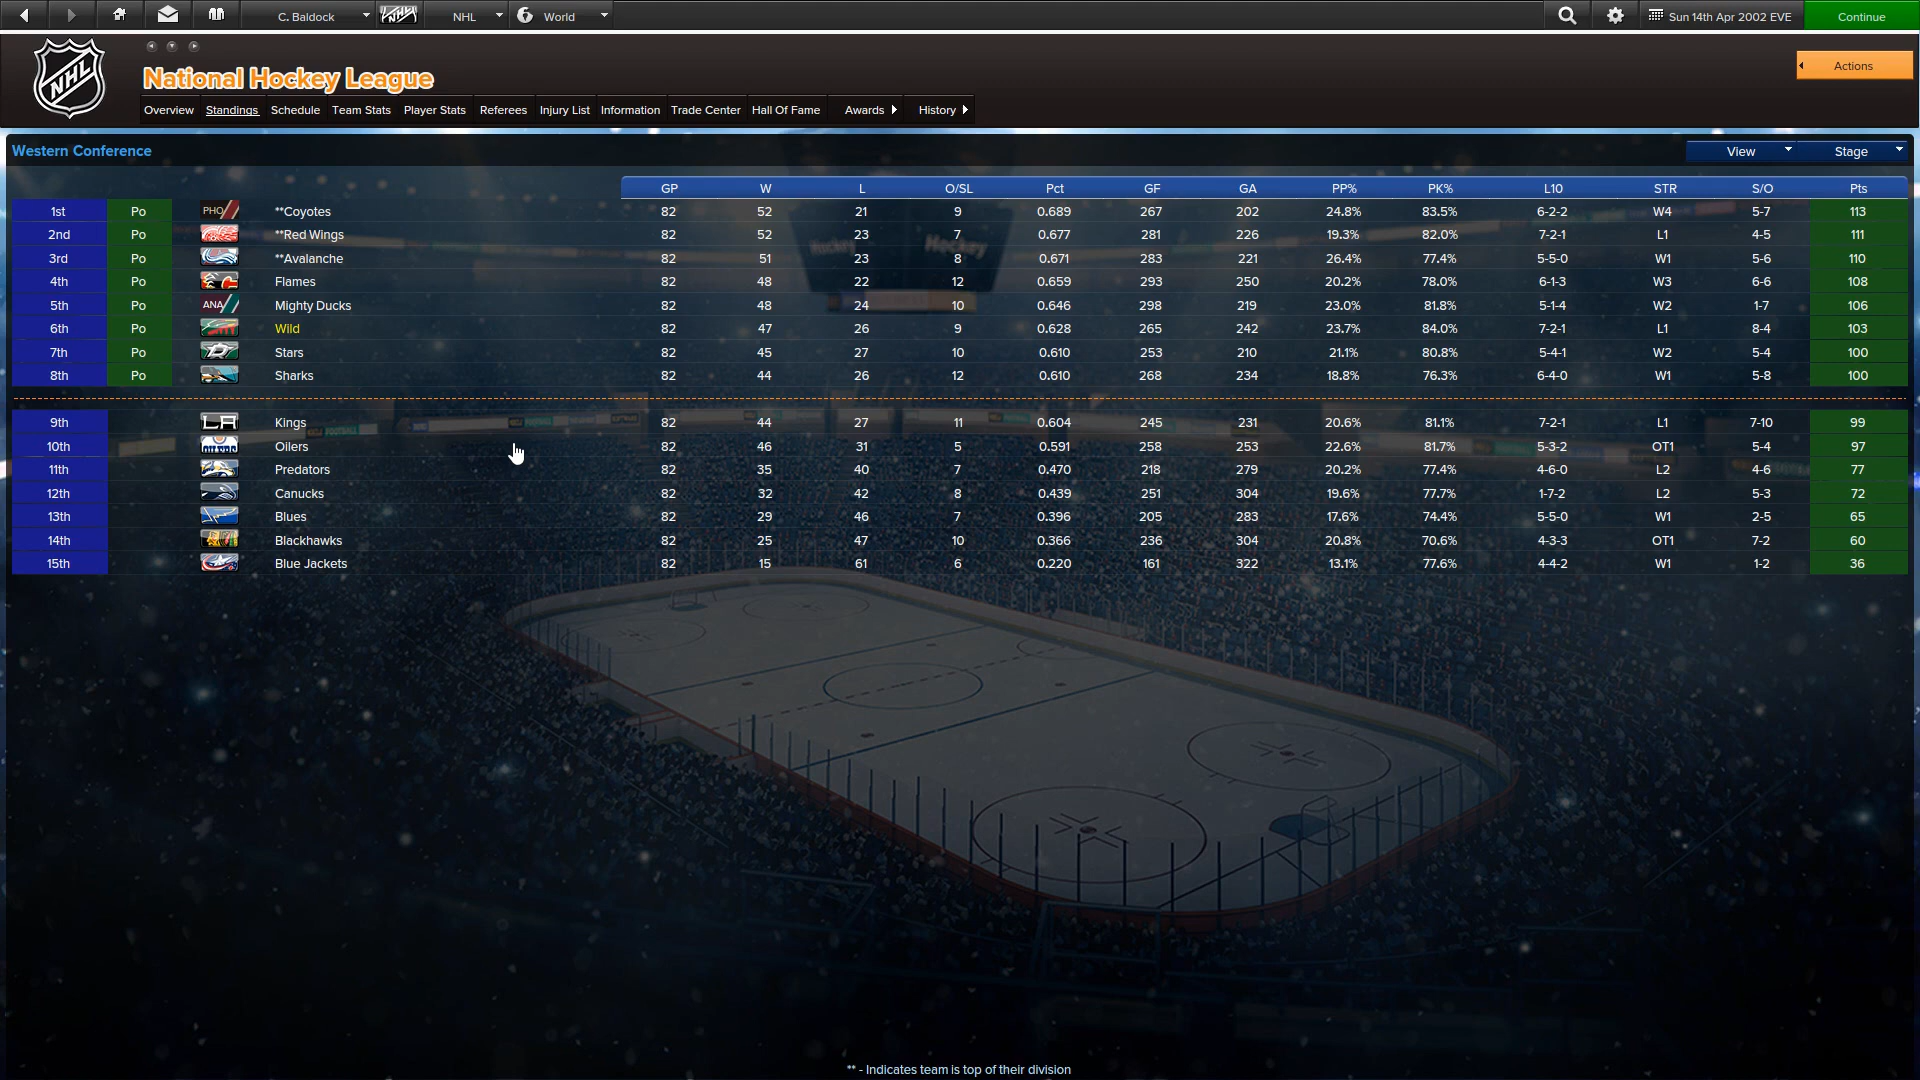 C. Baldock NHL World Sun 14th Apr 2002 EVE Continue
National Hockey League
Actions
Overview Standings Schedule Team Stats Player Stats Referees Injury List Information Trade Center Hall Of Fame Awards History
Western Conference View Stage
GP W L O/SL Pct GF GA PP% PK% L10 STR S/O Pts
1st Po PHO **Coyotes 82 52 21 9 0.689 267 202 24.8% 83.5% 6-2-2 W4 5-7 113
2nd Po **Red Wings 82 52 23 7 0.677 281 226 19.3% 82.0% 7-2-1 L1 4-5 111
3rd Po **Avalanche 82 51 23 8 0.671 283 221 26.4% 77.4% 5-5-0 W1 5-6 110
4th Po Flames 82 48 22 12 0.659 293 250 20.2% 78.0% 6-1-3 W3 6-6 108
5th Po ANA Mighty Ducks 82 48 24 10 0.646 298 219 23.0% 81.8% 5-1-4 W2 1-7 106
6th Po Wild 82 47 26 9 0.628 265 242 23.7% 84.0% 7-2-1 L1 8-4 103
7th Po Stars 82 45 27 10 0.610 253 210 21.1% 80.8% 5-4-1 W2 5-4 100
8th Po Sharks 82 44 26 12 0.610 268 234 18.8% 76.3% 6-4-0 W1 5-8 100
9th LA Kings 82 44 27 11 0.604 245 231 20.6% 81.1% 7-2-1 L1 7-10 99
10th Oilers 82 46 31 5 0.591 258 253 22.6% 81.7% 5-3-2 OT1 5-4 97
11th Predators 82 35 40 7 0.470 218 279 20.2% 77.4% 4-6-0 L2 4-6 77
12th Canucks 82 32 42 8 0.439 251 304 19.6% 77.7% 1-7-2 L2 5-3 72
13th Blues 82 29 46 7 0.396 205 283 17.6% 74.4% 5-5-0 W1 2-5 65
14th Blackhawks 82 25 47 10 0.366 236 304 20.8% 70.6% 4-3-3 OT1 7-2 60
15th Blue Jackets 82 15 61 6 0.220 161 322 13.1% 77.6% 4-4-2 W1 1-2 36
** - Indicates team is top of their division